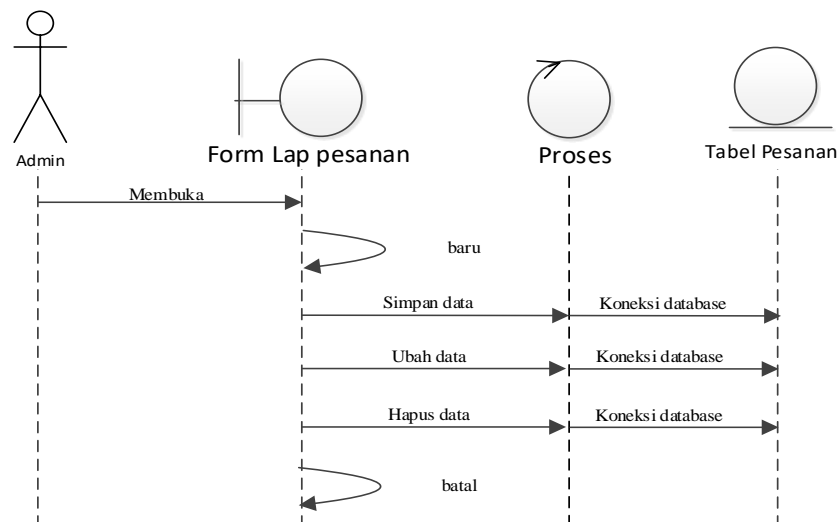 Admin
Form Lap pesanan
Proses
Tabel Pesanan
Membuka
baru
Simpan data
Koneksi database
Ubah data
Koneksi database
Hapus data
Koneksi database
batal